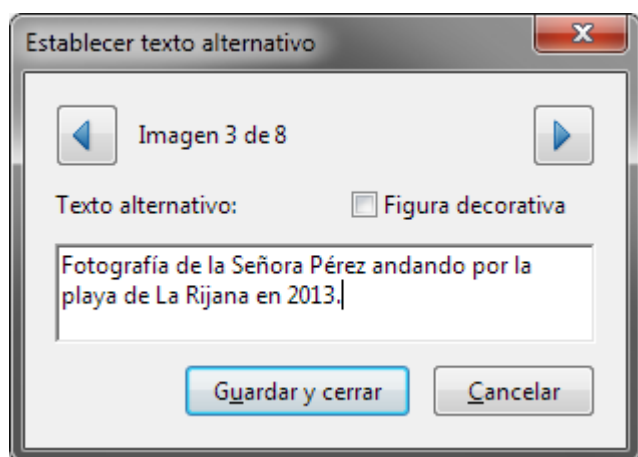 Establecer texto alternativo
Imagen 3 de 8
Texto alternativo:
Figura decorativa
Fotografía de la Señora Pérez andando por la
playa de La Rijana en 2013.
Guardar y cerrar
Cancelar